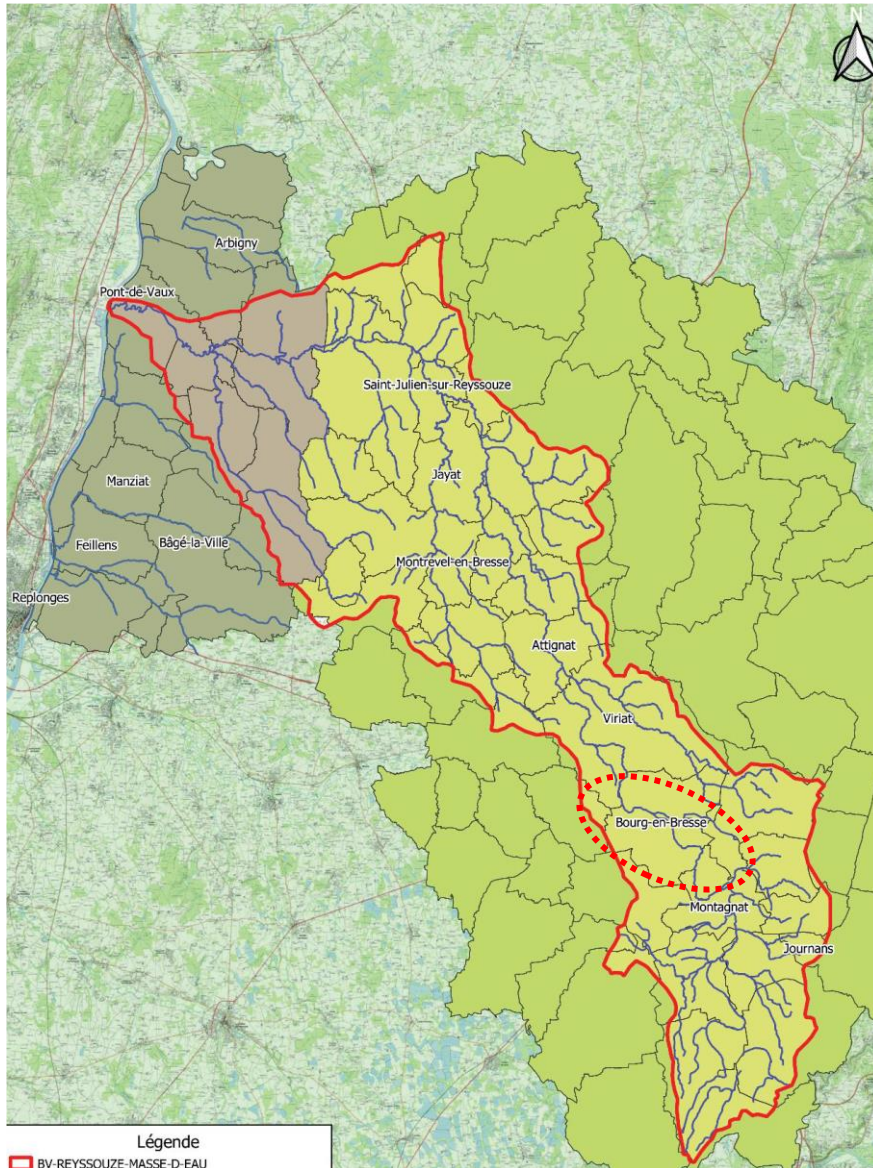 N
Arbigny
Pont-de-Vaux
Saint-Julien-sur-Reyssouze
Jayat
Manziat
Feillens
Bâgé-la-Ville
Montrevel-en-Bresse
Replonges
Attignat
Viriat
Bourg-en-Bresse
Montagnat
Journans
Légende
BV-REYSSOUZE-MASSE-D-EAU